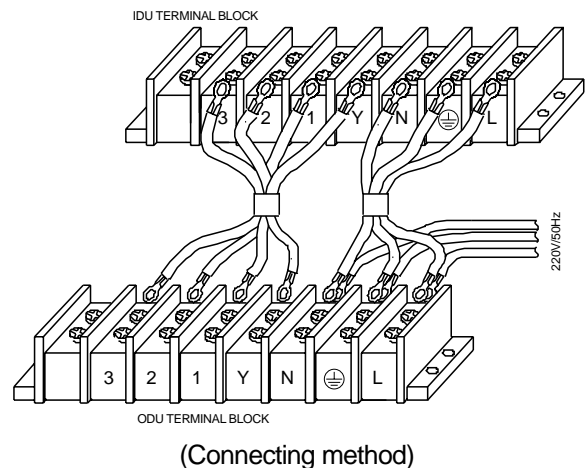 IDU TERMINAL BLOCK
3 2 1 Y N L
220V/50Hz
3 2 1 Y N L
ODU TERMINAL BLOCK
(Connecting method)